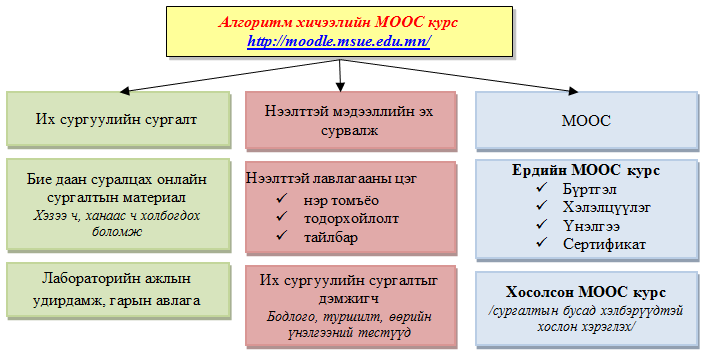 Алгоритм хичээлийн МООС курс
http://moodle.msue.edu.mn/
Их сургуулийн сургалт
Бие даан суралцах онлайн
сургалтын материал
Хэзээ ч, ханаас ч холбогдох
боломж
Лабораторийн ажлын
удирдамж, гарын авлага
Нээлттэй мэдээллийн эх
сурвалж
Нээлттэй лавлагааны цэг
✓ нэр томъёо
✓ тодорхойлолт
✓ тайлбар
Их сургуулийн сургалтыг
дэмжигч
Бодлого, туршилт, өөрийн
үнэлгээний тестүүд
МООС
Ердийн МООС курс
✓ Бүртгэл
✓ Хэлэлцүүлэг
✓ Үнэлгээ
✓ Сертификат
Хосолсон МООС курс
/сургалтын бусад хэлбэрүүдтэй
хослон хэрэглэх/